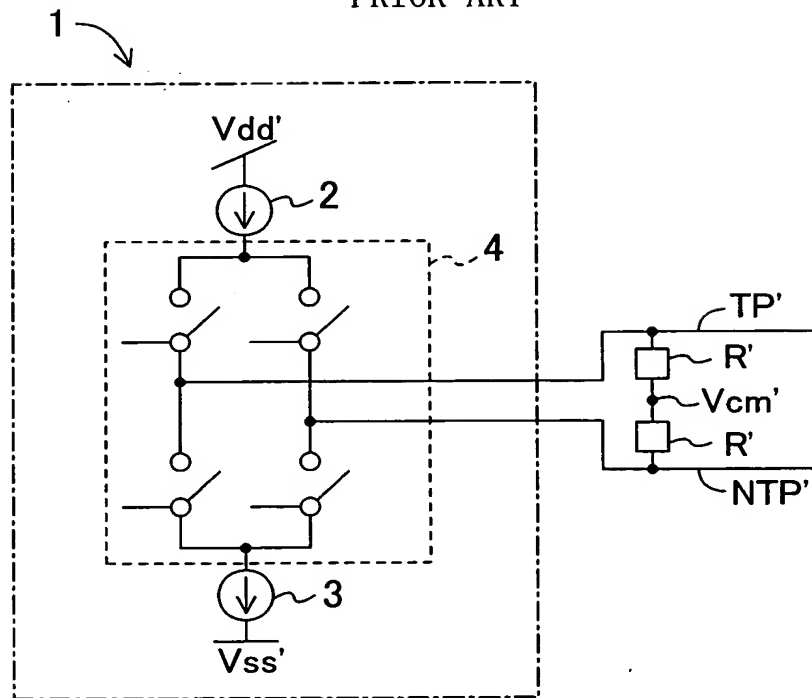 PRIOR ART
1
Vdd'
2
4
TP'
R'
Vcm'
R'
NTP'
3
Vss'